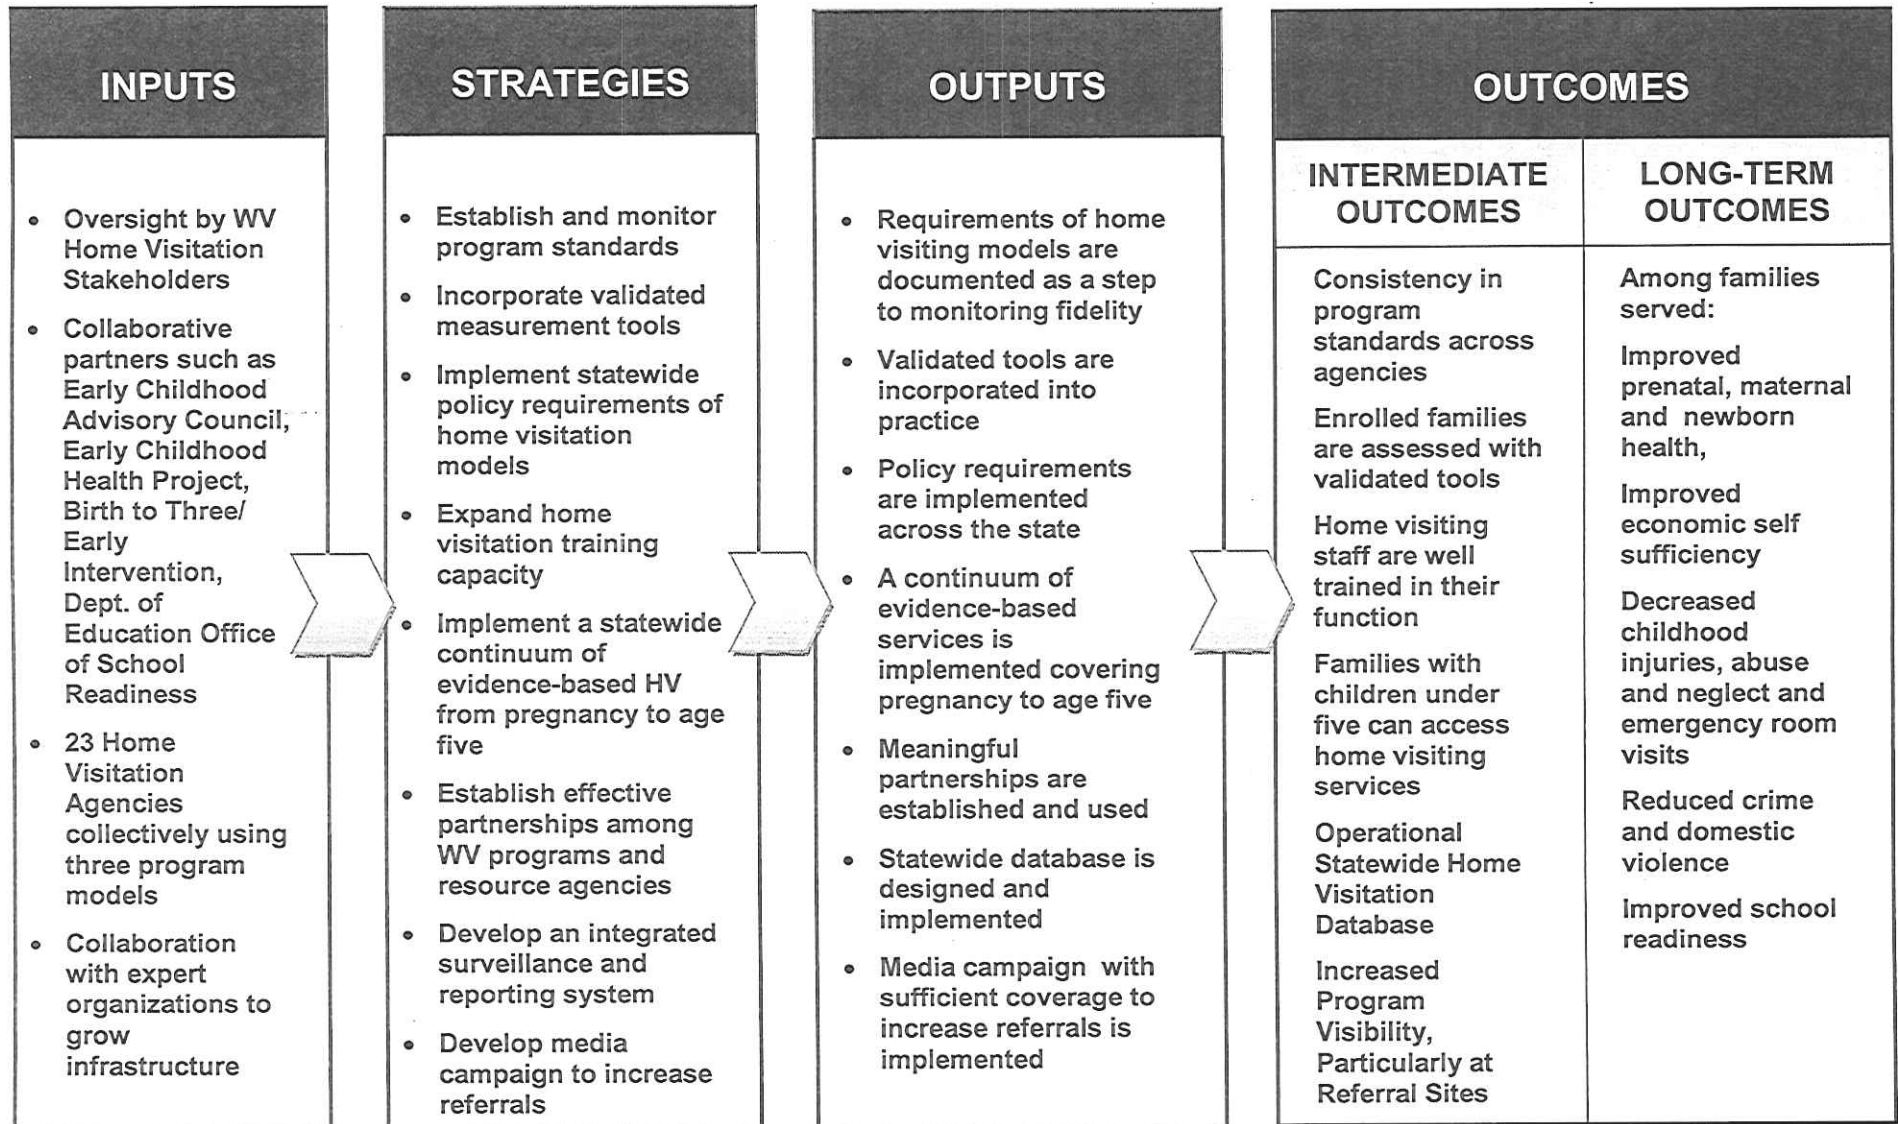 INPUTS
• Oversight by WV
Home Visitation
Stakeholders
• Collaborative
partners such as
Early Childhood
Advisory Council,
Early Childhood
Health Project,
Birth to Three/
Early
Intervention,
Dept. of
Education Office
of School
Readiness
• 23 Home
Visitation
Agencies
collectively using
three program
models
• Collaboration
with expert
organizations to
grow
infrastructure
STRATEGIES
• Establish and monitor
program standards
• Incorporate validated
measurement tools
• Implement statewide
policy requirements of
home visitation
models
• Expand home
visitation training
capacity
• Implement a statewide
continuum of
evidence-based HV
from pregnancy to age
five
• Establish effective
partnerships among
WV programs and
resource agencies
• Develop an integrated
surveillance and
reporting system
• Develop media
campaign to increase
referrals
OUTPUTS
• Requirements of home
visiting models are
documented as a step
to monitoring fidelity
• Validated tools are
incorporated into
practice
• Policy requirements
are implemented
across the state
• A continuum of
evidence-based
services is
implemented covering
pregnancy to age five
• Meaningful
partnerships are
established and used
• Statewide database is
designed and
implemented
• Media campaign with
sufficient coverage to
increase referrals is
implemented
OUTCOMES
INTERMEDIATE
OUTCOMES
Consistency in
program
standards across
agencies
Enrolled families
are assessed with
validated tools
Home visiting
staff are well
trained in their
function
Families with
children under
five can access
home visiting
services
Operational
Statewide Home
Visitation
Database
Increased
Program
Visibility,
Particularly at
Referral Sites
LONG-TERM
OUTCOMES
Among families
served:
Improved
prenatal, maternal
and newborn
health,
Improved
economic self
sufficiency
Decreased
childhood
injuries, abuse
and neglect and
emergency room
visits
Reduced crime
and domestic
violence
Improved school
readiness